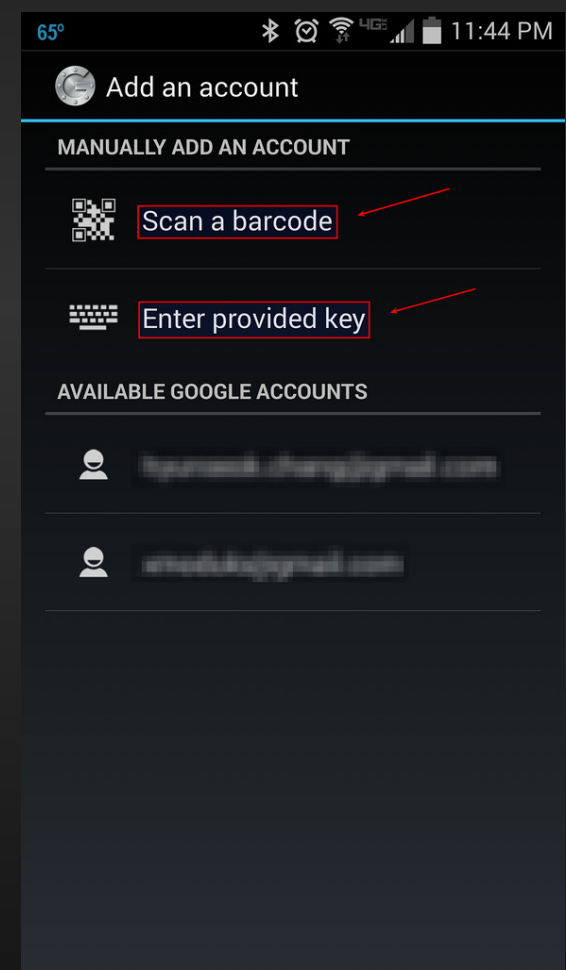 65°
4G
11:44 PM
Add an account
MANUALLY ADD AN ACCOUNT
Scan a barcode
Enter provided key
AVAILABLE GOOGLE ACCOUNTS